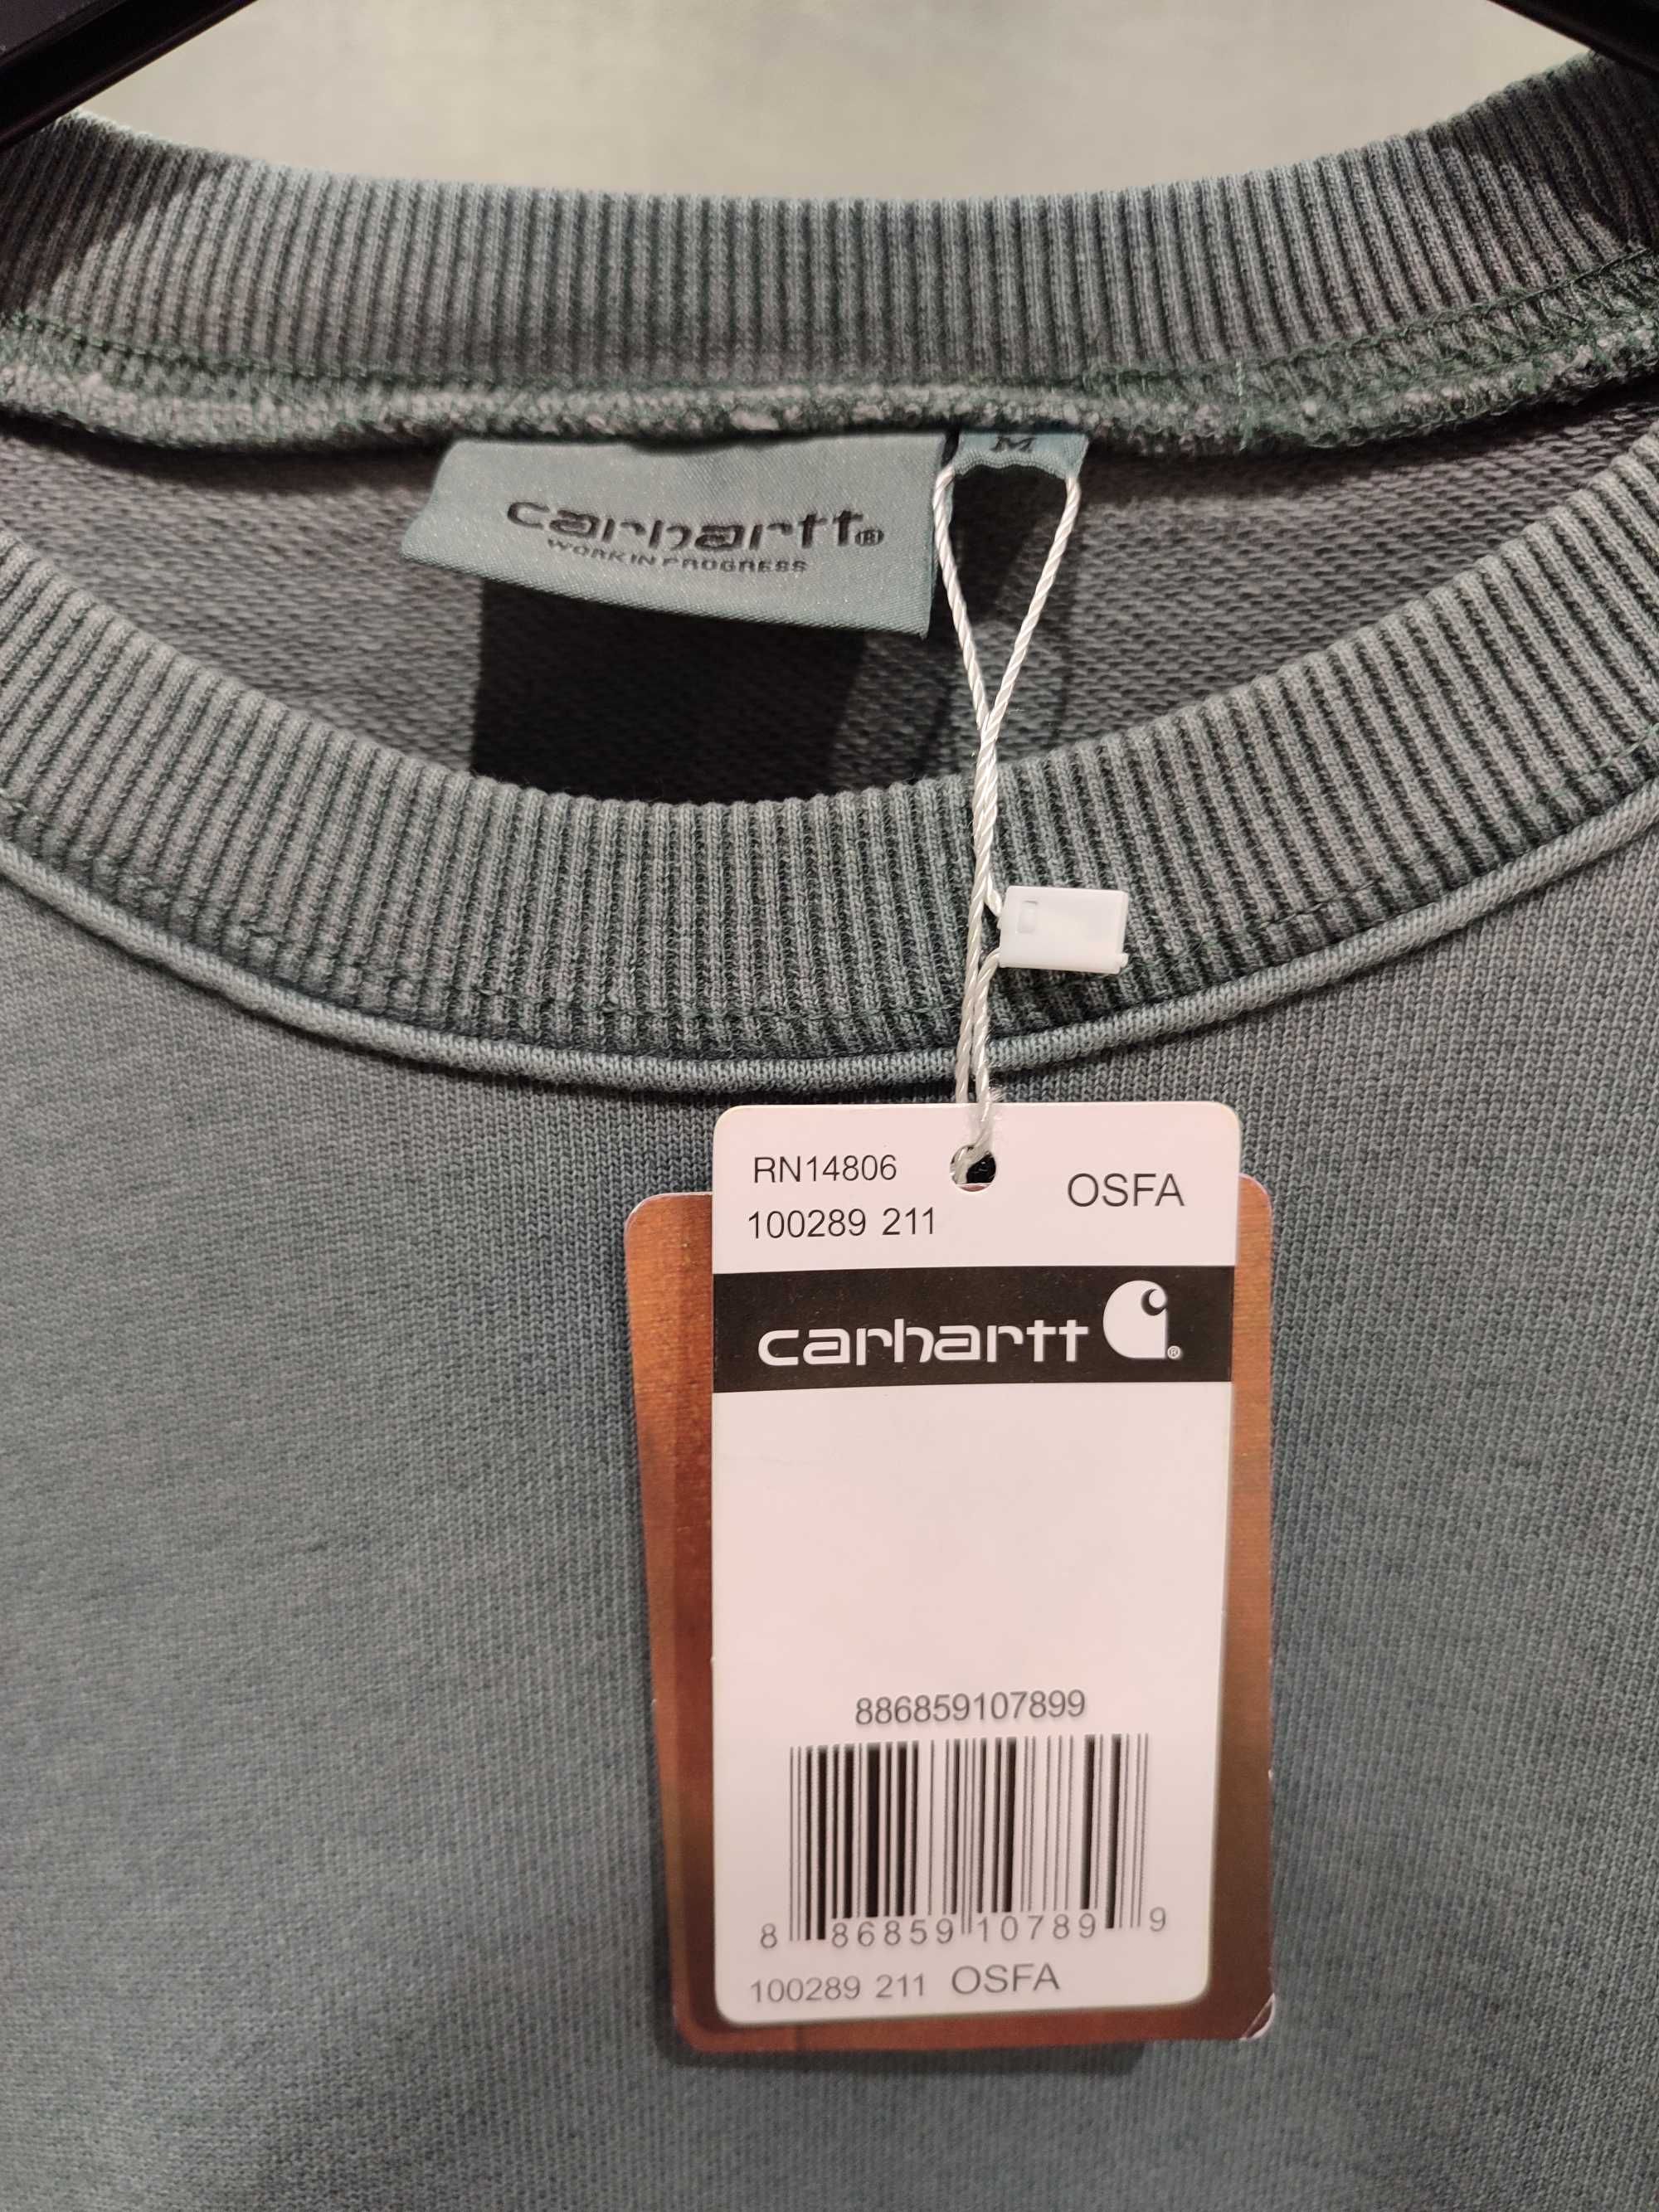 carhartt®
WORK IN PROGRESS
M
RN14806
OSFA
100289 211
carhartt
®
886859107899
8 86859 10789 9
100289 211 OSFA